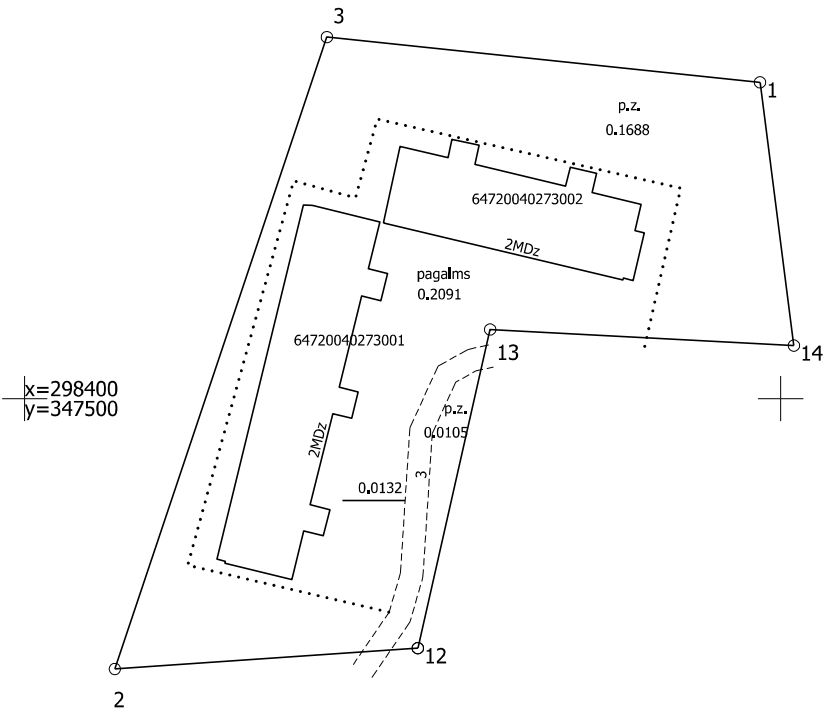 3
1
p.z.
0.1688
64720040273002
2MDz
pagalms
0.2091
64720040273001
13
14
x=298400
y=347500
p.z.
0.0105
2MDz
3
0.0132
12
2